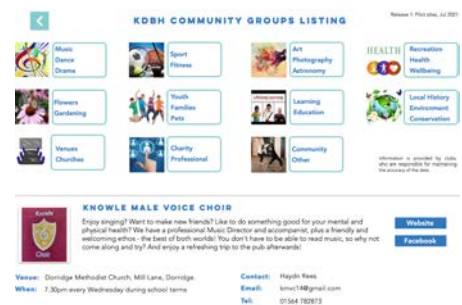 KDBH COMMUNITY GROUPS LISTING
Release 1: Pilot sites, Jul 2021
Music
Dance
Drama
Sport
Fitness
Art
Photography
Astronomy
HEALTH
Recreation
Health
Wellbeing
Flowers
Gardening
Youth
Families
Pets
Learning
Education
Local History
Environment
Conservation
Venues
Churches
Charity
Professional
Community
Other
Information is provided by clubs,
who are responsible for maintaining
the accuracy of the data.
Knowle
Choir
KNOWLE MALE VOICE CHOIR
Enjoy singing? Want to make new friends? Like to do something good for your mental and
physical health? We have a professional Music Director and accompanist, plus a friendly and
welcoming ethos - the best of both worlds! You don't have to be able to read music, so why not
come along and try? And enjoy a refreshing trip to the pub afterwards!
Website
Facebook
Venue: Dorridge Methodist Church, Mill Lane, Dorridge.
When: 7.30pm every Wednesday during school terms
Contact: Haydn Rees
Email: kmvc14@gmail.com
Tel: 01564 782873